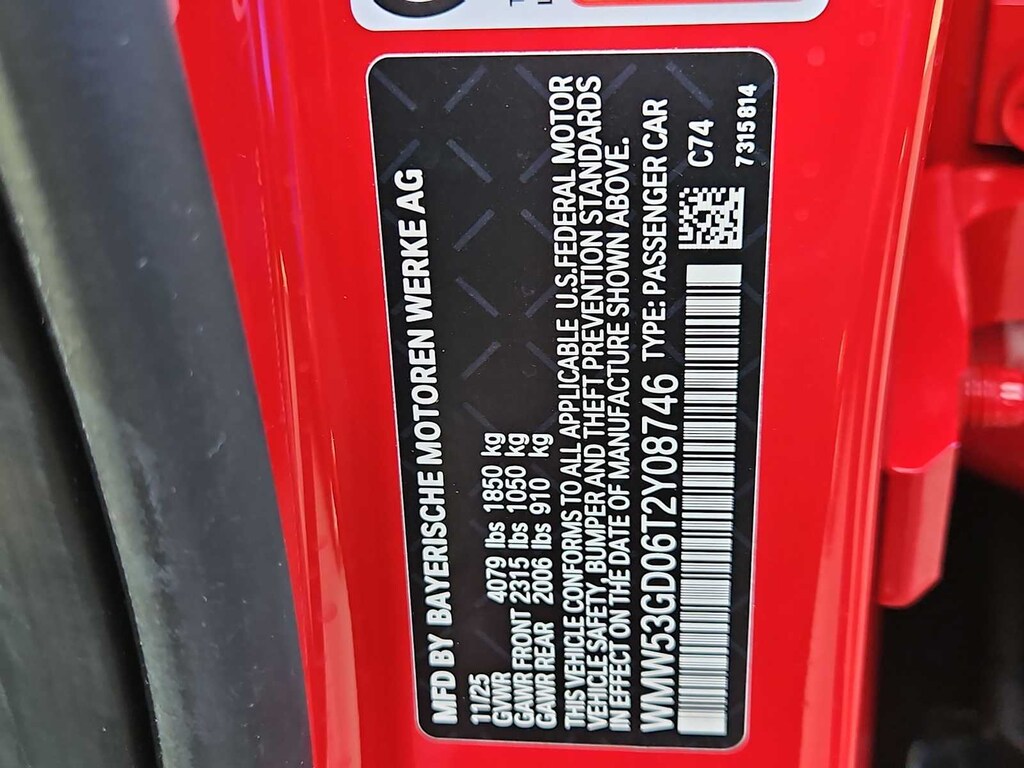 MFD BY BAYERISCHE MOTOREN WERKE AG
11/25
GVWR 4079 lbs 1850 kg
GAWR FRONT 2315 lbs 1050 kg
GAWR REAR 2006 lbs 910 kg
THIS VEHICLE CONFORMS TO ALL APPLICABLE U.S.FEDERAL MOTOR
VEHICLE SAFETY, BUMPER AND THEFT PREVENTION STANDARDS
IN EFFECT ON THE DATE OF MANUFACTURE SHOWN ABOVE.
WMW53GD06T2Y08746 TYPE: PASSENGER CAR
C74
7315814